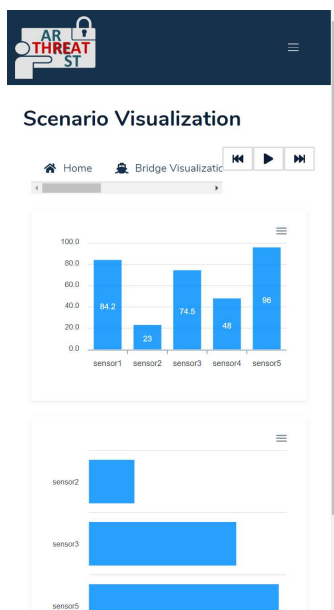 AR
THREAT
ST
Scenario Visualization
Home
Bridge Visualizatio
100.0
80.0
60.0
40.0
20.0
0.0
84.2
23
74.5
48
96
sensor1 sensor2 sensor3 sensor4 sensor5
sensor2
sensor3
sensor5